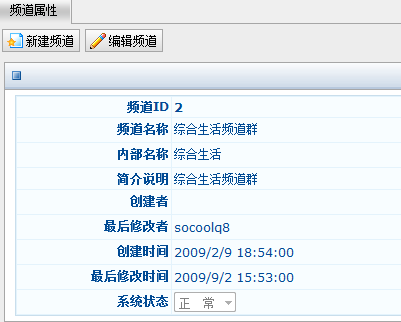 频道属性
新建频道 编辑频道
频道ID 2
频道名称 综合生活频道群
内部名称 综合生活
简介说明 综合生活频道群
创建者
最后修改者 socoolq8
创建时间 2009/2/9 18:54:00
最后修改时间 2009/9/2 15:53:00
系统状态 正 常